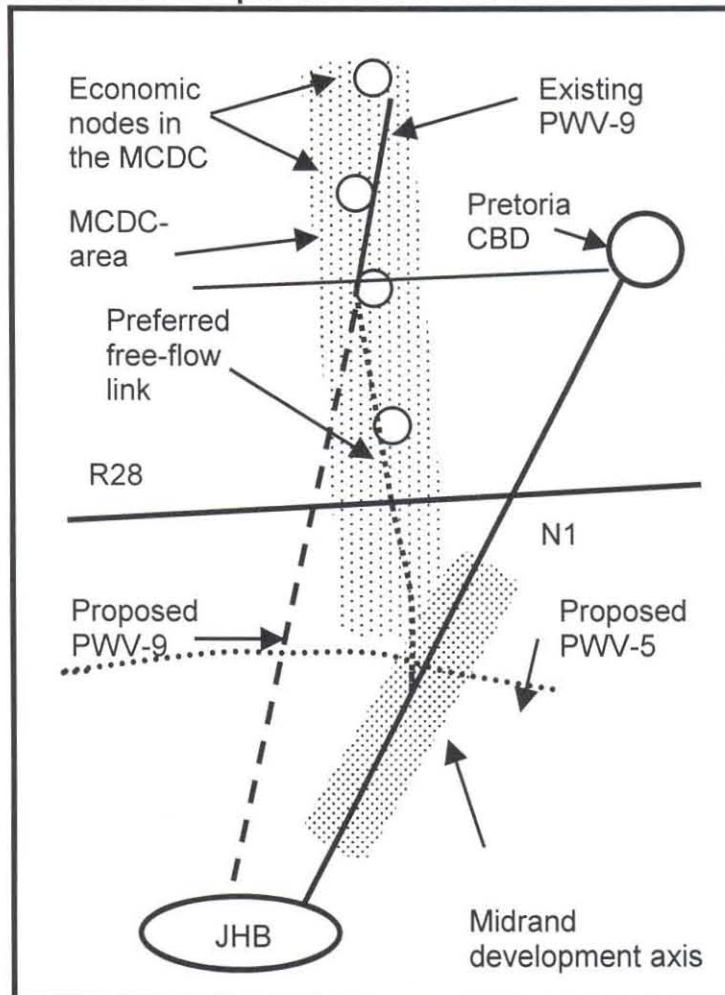 Economic
nodes in
the MCDC
Existing
PWV-9
MCDC-
area
Pretoria
CBD
Preferred
free-flow
link
R28
N1
Proposed
PWV-9
Proposed
PWV-5
JHB
Midrand
development axis